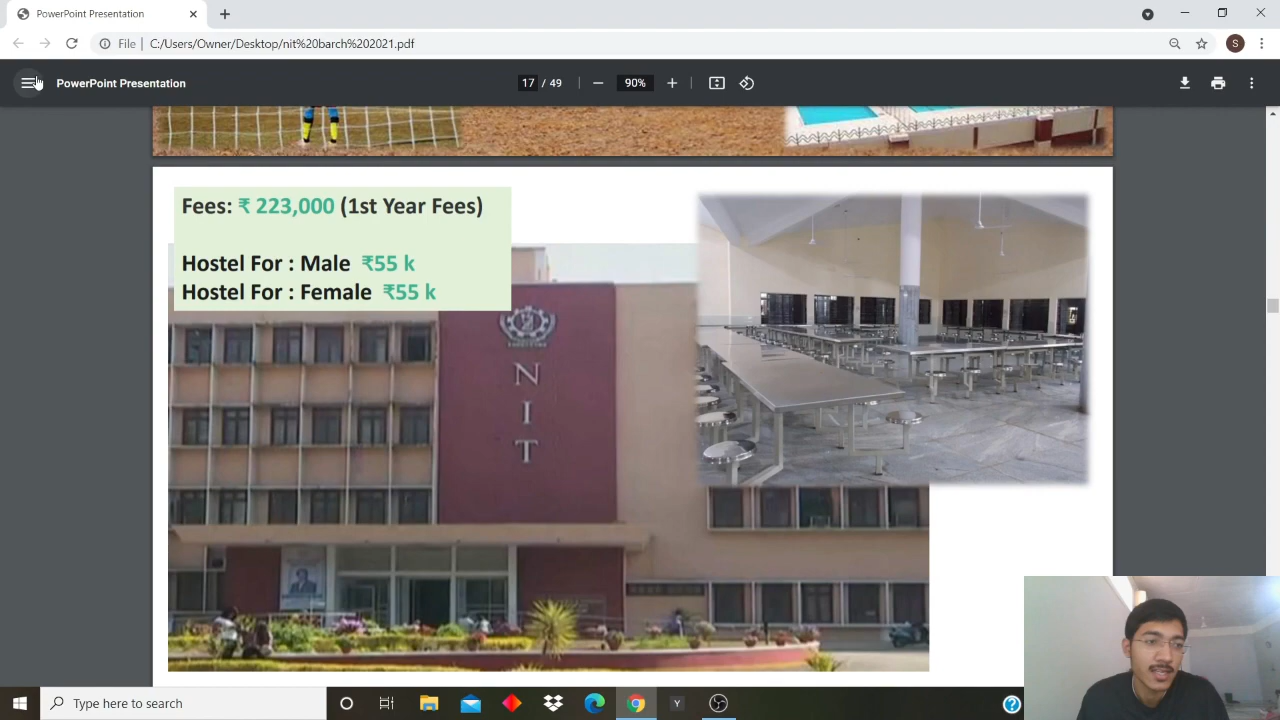 PowerPoint Presentation
File
C:/Users/Owner/Desktop/nit%20barch%202021.pdf
S
PowerPoint Presentation
17 / 49
90%
Fees: ₹ 223,000 (1st Year Fees)
Hostel For : Male ₹55 k
Hostel For : Female ₹55 k
N
I
T
Type here to search
Y